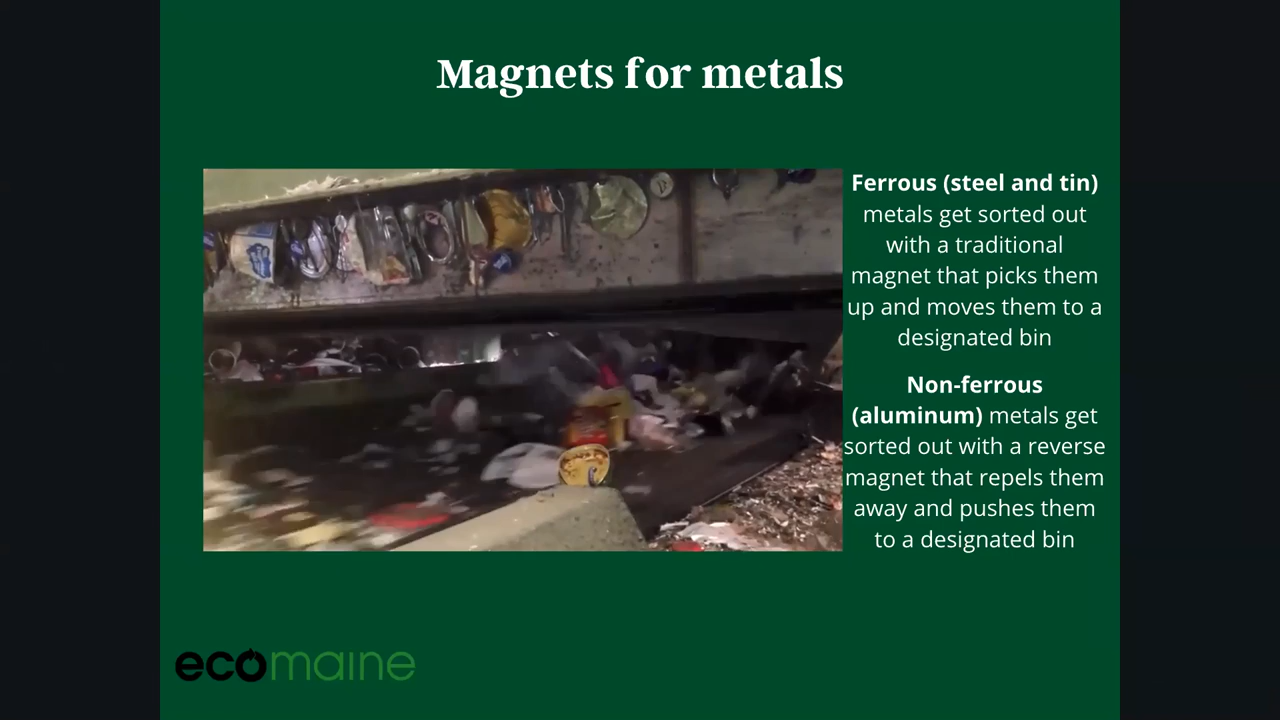 Magnets for metals
Ferrous (steel and tin)
metals get sorted out
with a traditional
magnet that picks them
up and moves them to a
designated bin
Non-ferrous
(aluminum) metals get
sorted out with a reverse
magnet that repels them
away and pushes them
to a designated bin
ecomaine